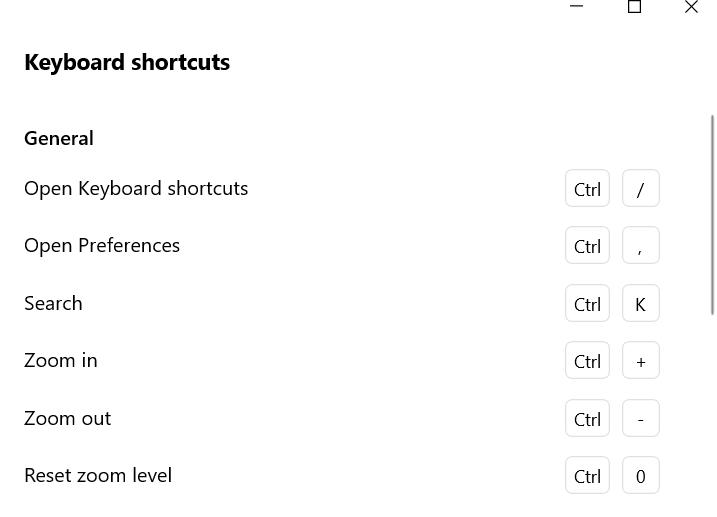 Keyboard shortcuts
General
Open Keyboard shortcuts Ctrl /
Open Preferences Ctrl ,
Search Ctrl K
Zoom in Ctrl +
Zoom out Ctrl -
Reset zoom level Ctrl 0